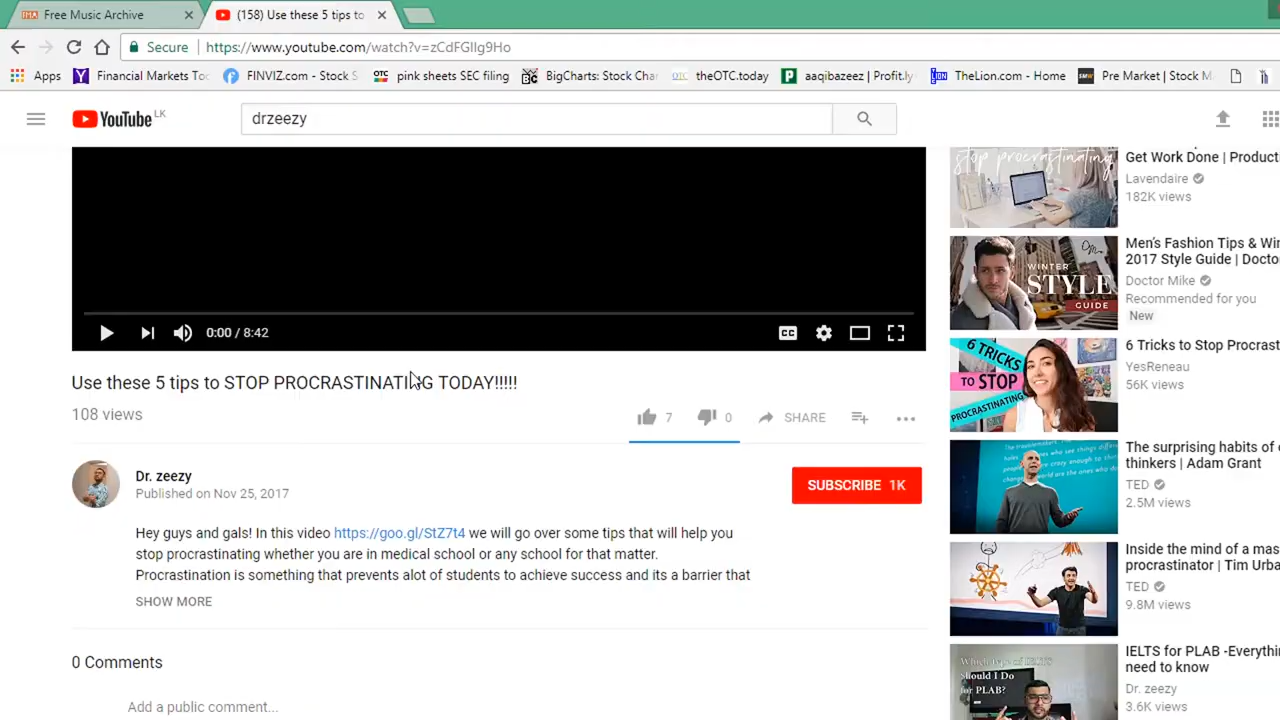 Free Music Archive
(158) Use these 5 tips to
Secure https://www.youtube.com/watch?v=zCdFGIlg9Ho
Apps Financial Markets To FINVIZ.com - Stock S pink sheets SEC filing BigCharts: Stock Cha theOTC.today aaqibazeez | Profit.ly TheLion.com - Home Pre Market | Stock M
YouTube LK
drzeezy
0:00 / 8:42
CC
Use these 5 tips to STOP PROCRASTINATING TODAY!!!!!
108 views
7 0 SHARE
Dr. zeezy
Published on Nov 25, 2017
SUBSCRIBE 1K
Hey guys and gals! In this video https://goo.gl/StZ7t4 we will go over some tips that will help you
stop procrastinating whether you are in medical school or any school for that matter.
Procrastination is something that prevents alot of students to achieve success and its a barrier that
SHOW MORE
0 Comments
Add a public comment...
stop procrastinating
Get Work Done | Producti
Lavendaire
182K views
WINTER
STYLE
GUIDE
Men's Fashion Tips & Wi
2017 Style Guide | Docto
Doctor Mike
Recommended for you
New
6 TRICKS
TO STOP
PROCRASTINATING
6 Tricks to Stop Procrast
YesReneau
56K views
The surprising habits of
thinkers | Adam Grant
TED
2.5M views
Inside the mind of a mas
procrastinator | Tim Urba
TED
9.8M views
Which type of IELTS
Should I Do
for PLAB?
IELTS for PLAB -Everythin
need to know
Dr. zeezy
3.6K views